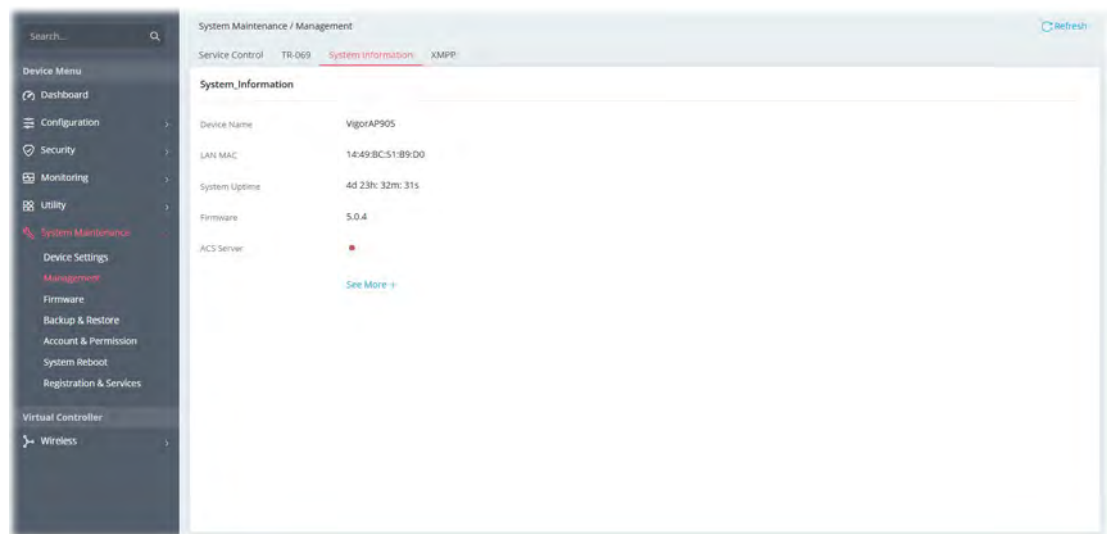 Search...
System Maintenance / Management
Refresh
Service Control TR-069 System Information XMPP
Device Menu
System_Information
Dashboard
Configuration
Device Name VigorAP905
Security
LAN MAC 14:49:BC:51:B9:D0
Monitoring
System Uptime 4d 23h: 32m: 31s
Utility
Firmware 5.0.4
System Maintenance
ACS Server
Device Settings
Management
See More +
Firmware
Backup & Restore
Account & Permission
System Reboot
Registration & Services
Virtual Controller
Wireless